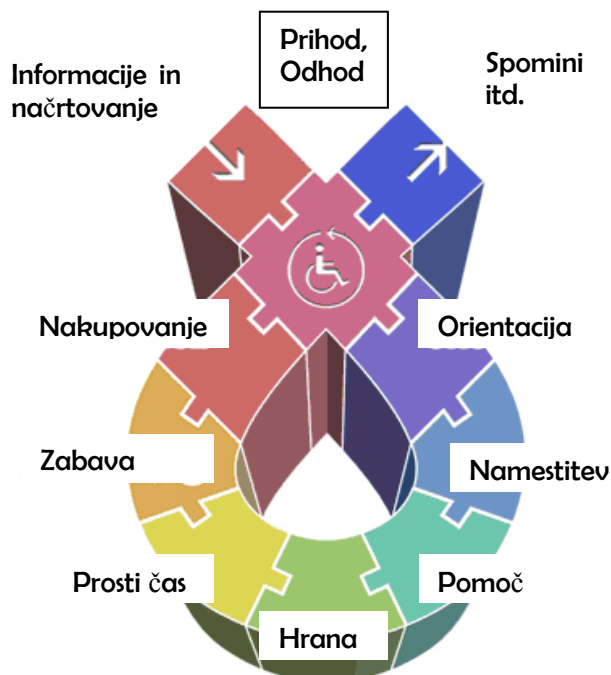 Prihod,
Odhod
Informacije in
načrtovanje
Spomini
itd.
Nakupovanje
Orientacija
Zabava
Namestitev
Prosti čas
Pomoč
Hrana